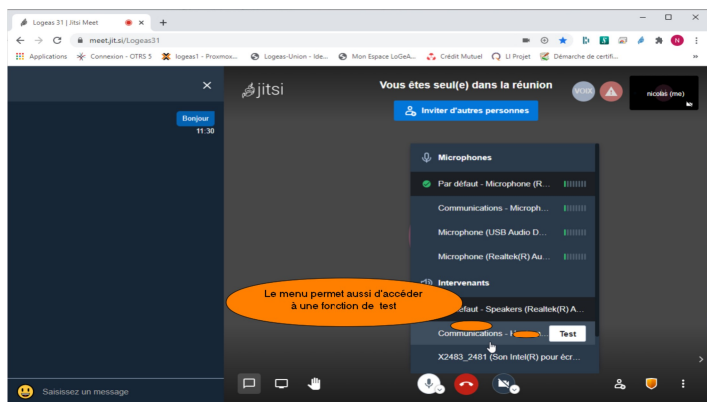 Logeas 31 | Jitsi Meet
meet.jit.si/Logeas31
N
Applications
Connexion - OTRS 5
logeas1 - Proxmox...
Logeas-Union - Ide...
Mon Espace LoGeA...
Crédit Mutuel
LI Projet
Démarche de certifi...
Bonjour
11:30
jitsi
Vous êtes seul(e) dans la réunion
Inviter d'autres personnes
VOIX
nicolas (me)
Microphones
Par défaut - Microphone (R...
Communications - Microph...
Microphone (USB Audio D...
Microphone (Realtek(R) Au...
Intervenants
Le menu permet aussi d'accéder
à une fonction de test
éfaut - Speakers (Realtek(R) A...
Communications - H
Test
X2483_2481 (Son Intel(R) pour écr...
Saisissez un message